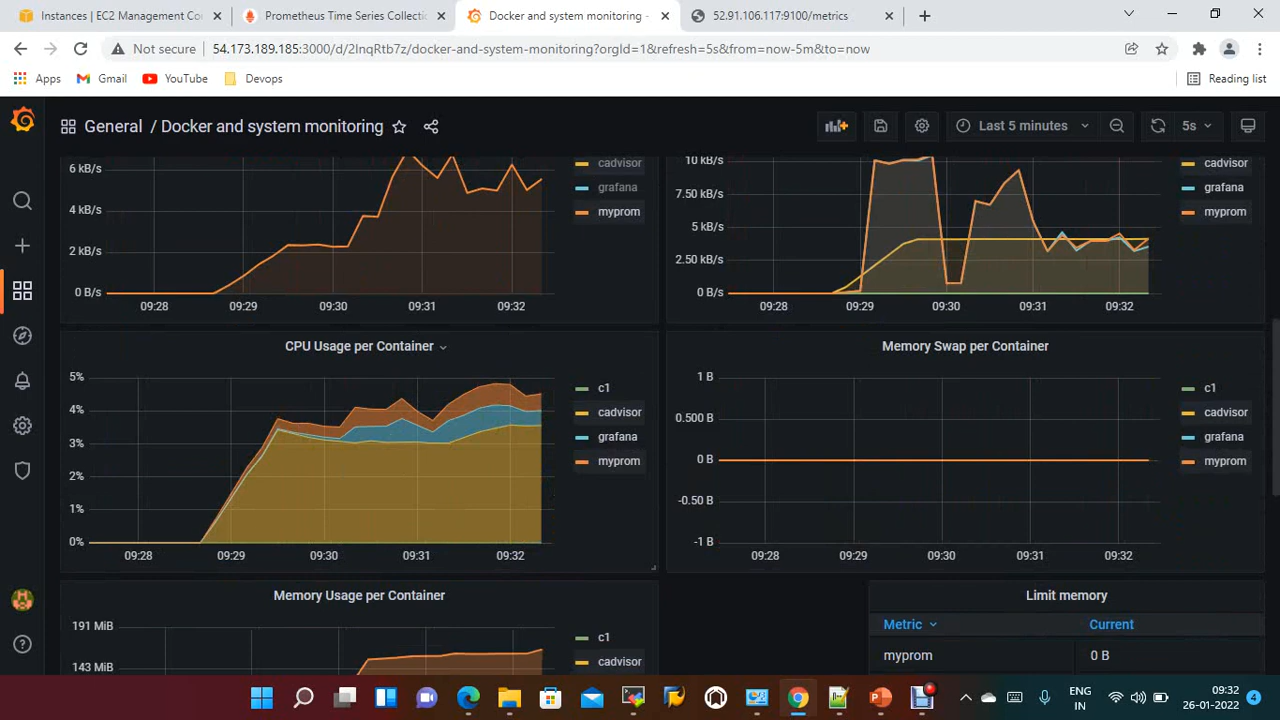 Instances | EC2 Management Co
Prometheus Time Series Collecti
Docker and system monitoring -
52.91.106.117:9100/metrics
Not secure
54.173.189.185:3000/d/2lnqRtb7z/docker-and-system-monitoring?orgId=1&refresh=5s&from=now-5m&to=now
Apps
Gmail
YouTube
Devops
Reading list
General / Docker and system monitoring
Last 5 minutes
5s
6 kB/s
4 kB/s
2 kB/s
0 B/s
09:28 09:29 09:30 09:31 09:32
cadvisor
grafana
myprom
10 kB/s
7.50 kB/s
5 kB/s
2.50 kB/s
0 B/s
09:28 09:29 09:30 09:31 09:32
cadvisor
grafana
myprom
CPU Usage per Container
5%
4%
3%
2%
1%
0%
09:28 09:29 09:30 09:31 09:32
c1
cadvisor
grafana
myprom
Memory Swap per Container
1 B
0.500 B
0 B
-0.50 B
-1 B
09:28 09:29 09:30 09:31 09:32
c1
cadvisor
grafana
myprom
Memory Usage per Container
191 MiB
143 MiB
c1
cadvisor
Limit memory
Metric Current
myprom 0 B
ENG
IN
09:32
26-01-2022
4